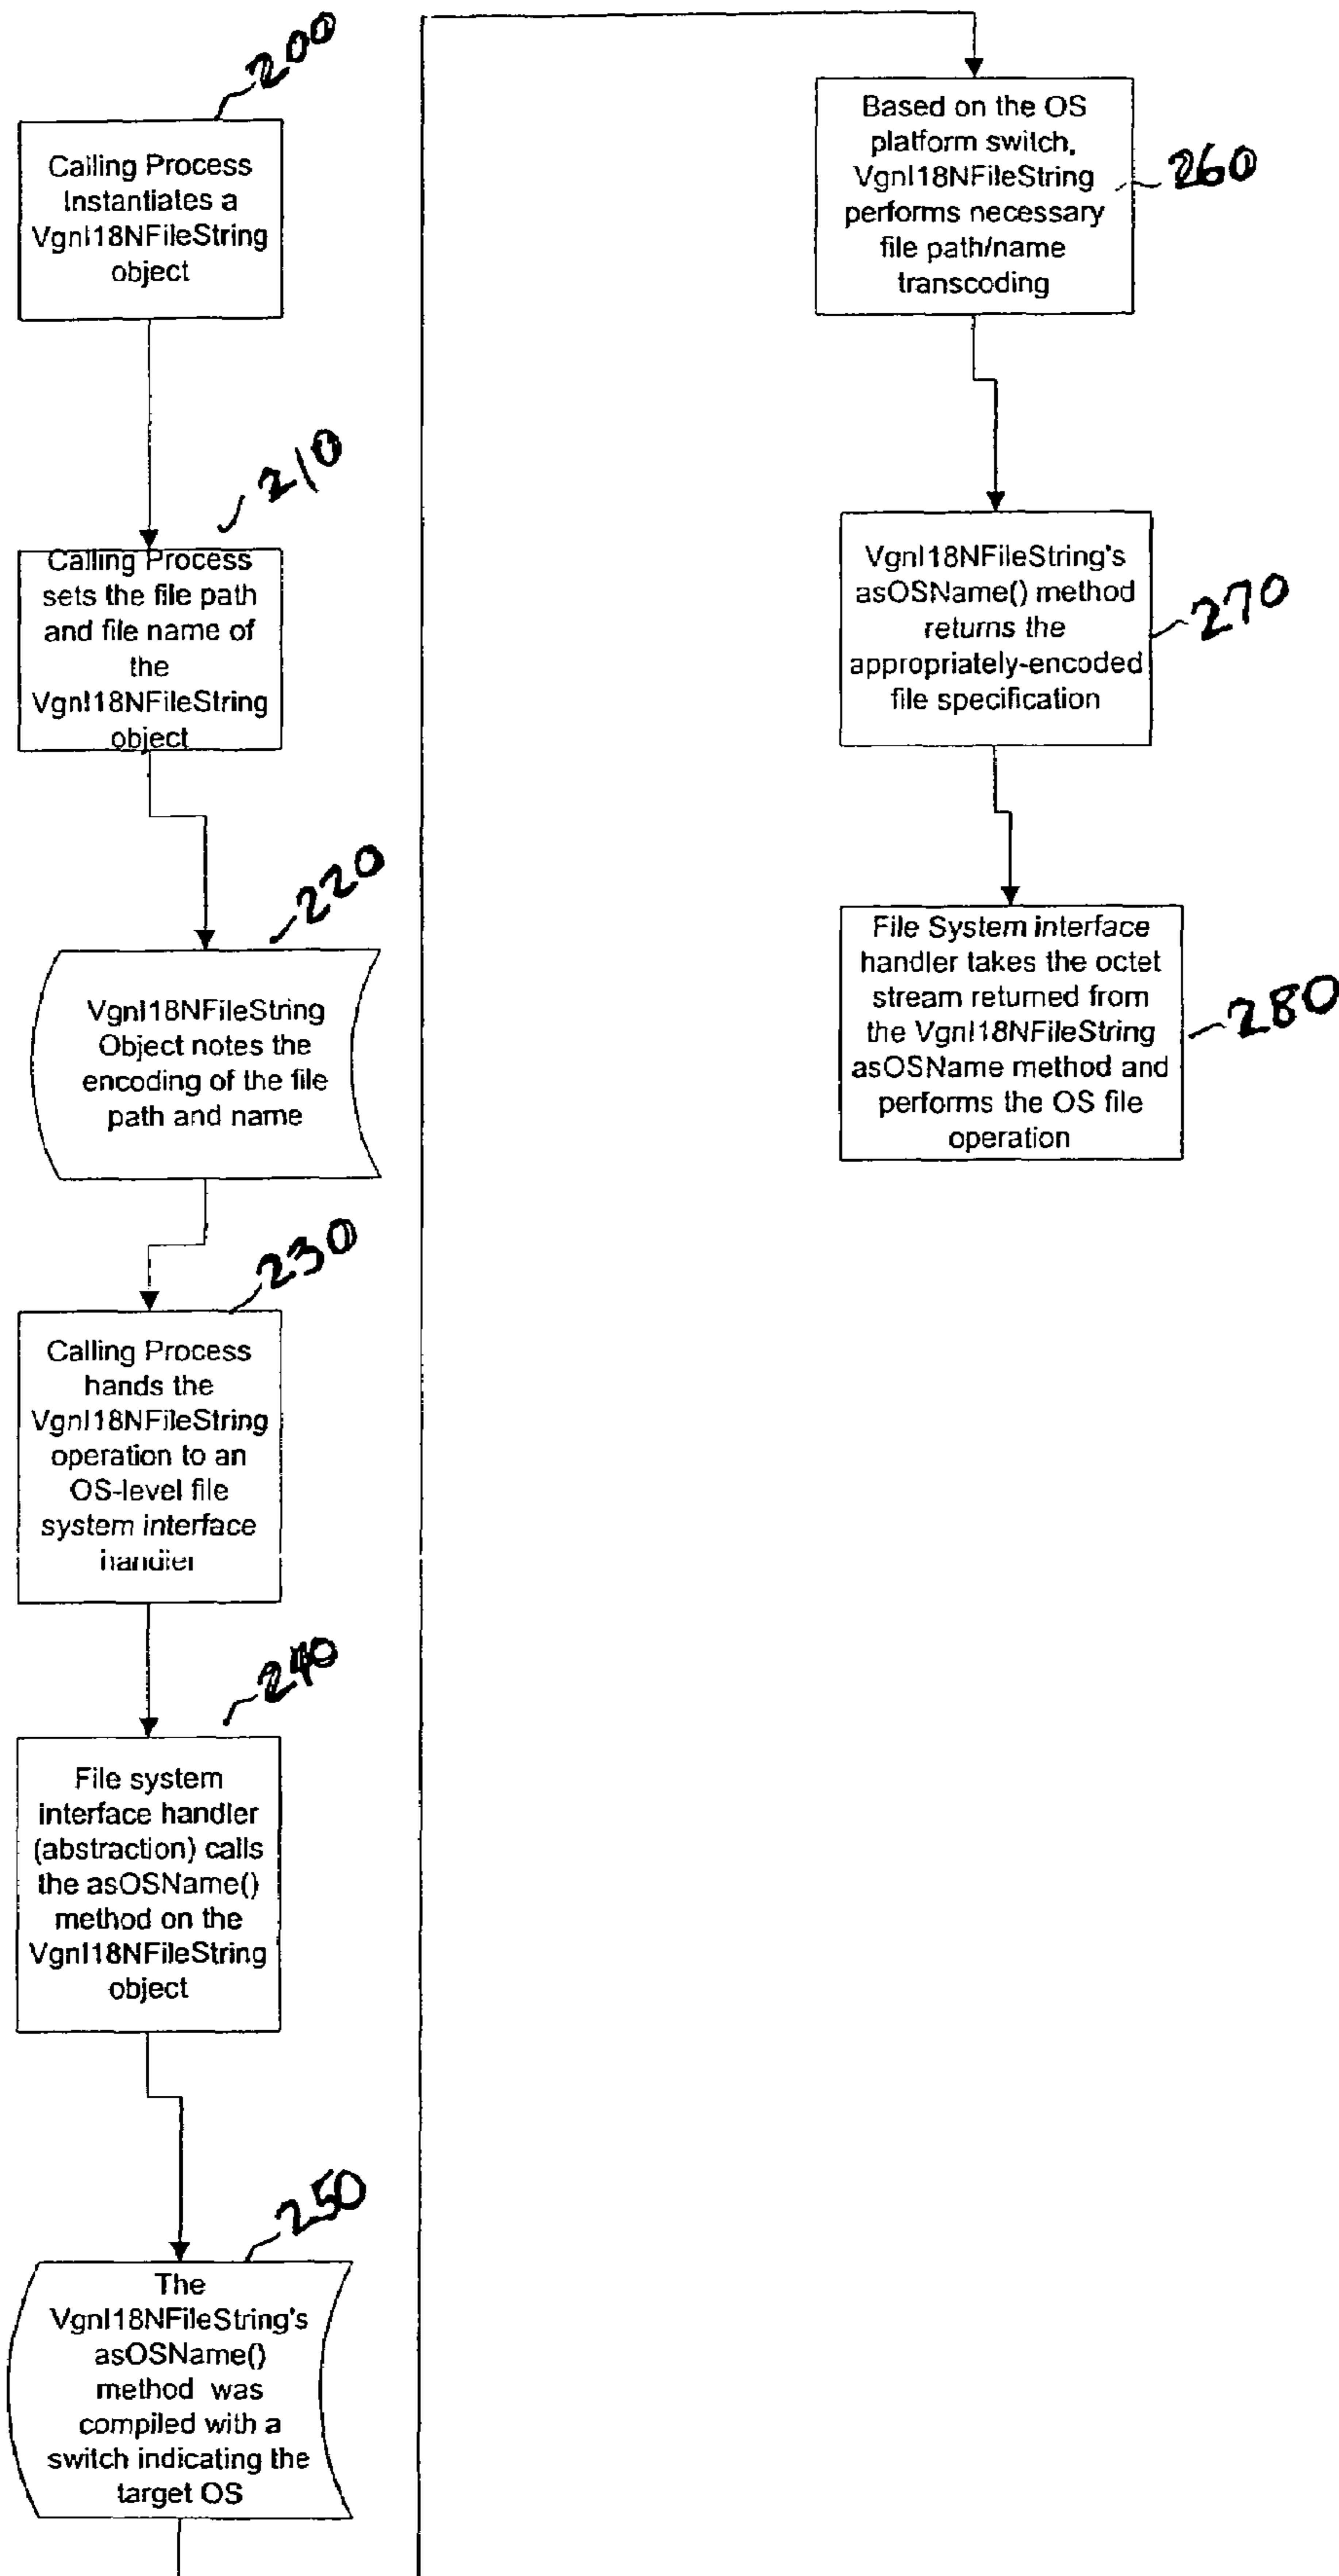 200
Calling Process
Instantiates a
VgnI18NFileString
object
210
Calling Process
sets the file path
and file name of
the
VgnI18NFileString
object
220
VgnI18NFileString
Object notes the
encoding of the file
path and name
230
Calling Process
hands the
VgnI18NFileString
operation to an
OS-level file
system interface
handler
240
File system
interface handler
(abstraction) calls
the asOSName()
method on the
VgnI18NFileString
object
250
The
VgnI18NFileString's
asOSName()
method was
compiled with a
switch indicating the
target OS
Based on the OS
platform switch,
VgnI18NFileString
performs necessary
file path/name
transcoding
260
VgnI18NFileString's
asOSName() method
returns the
appropriately-encoded
file specification
270
File System interface
handler takes the octet
stream returned from
the VgnI18NFileString
asOSName method and
performs the OS file
operation
280